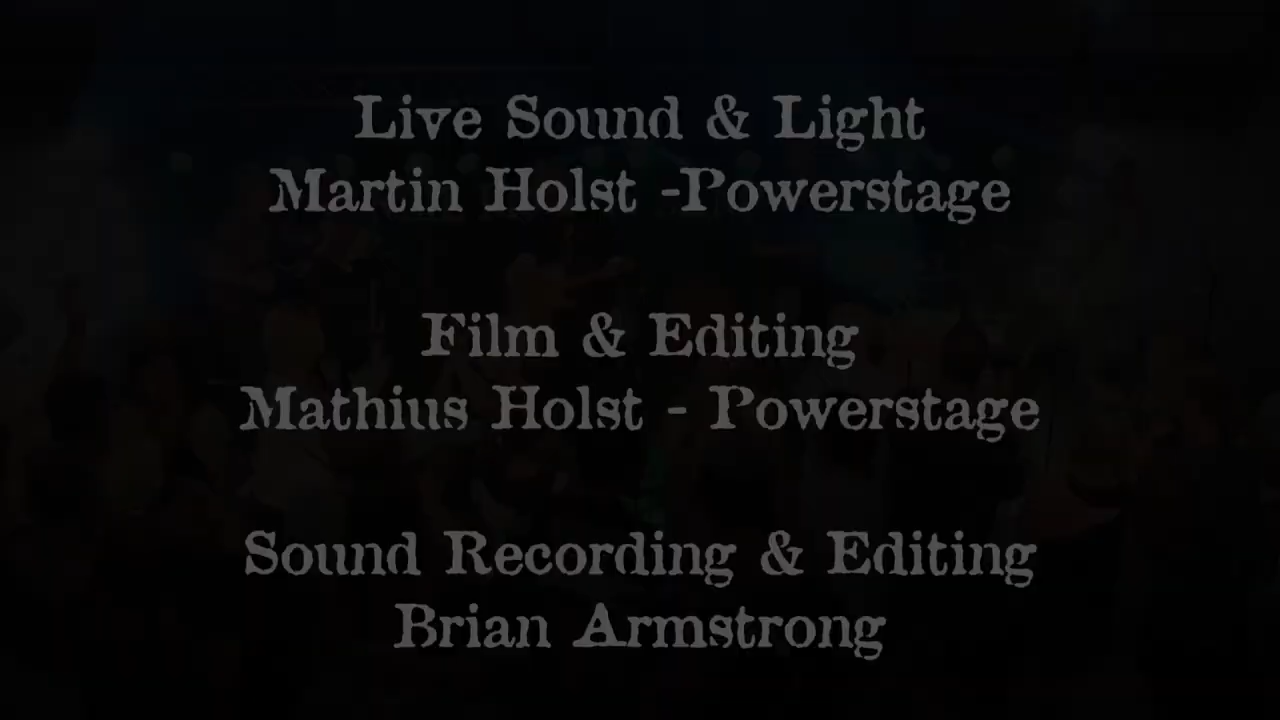 Live Sound & Light
Martin Holst -Powerstage
Film & Editing
Mathius Holst - Powerstage
Sound Recording & Editing
Brian Armstrong